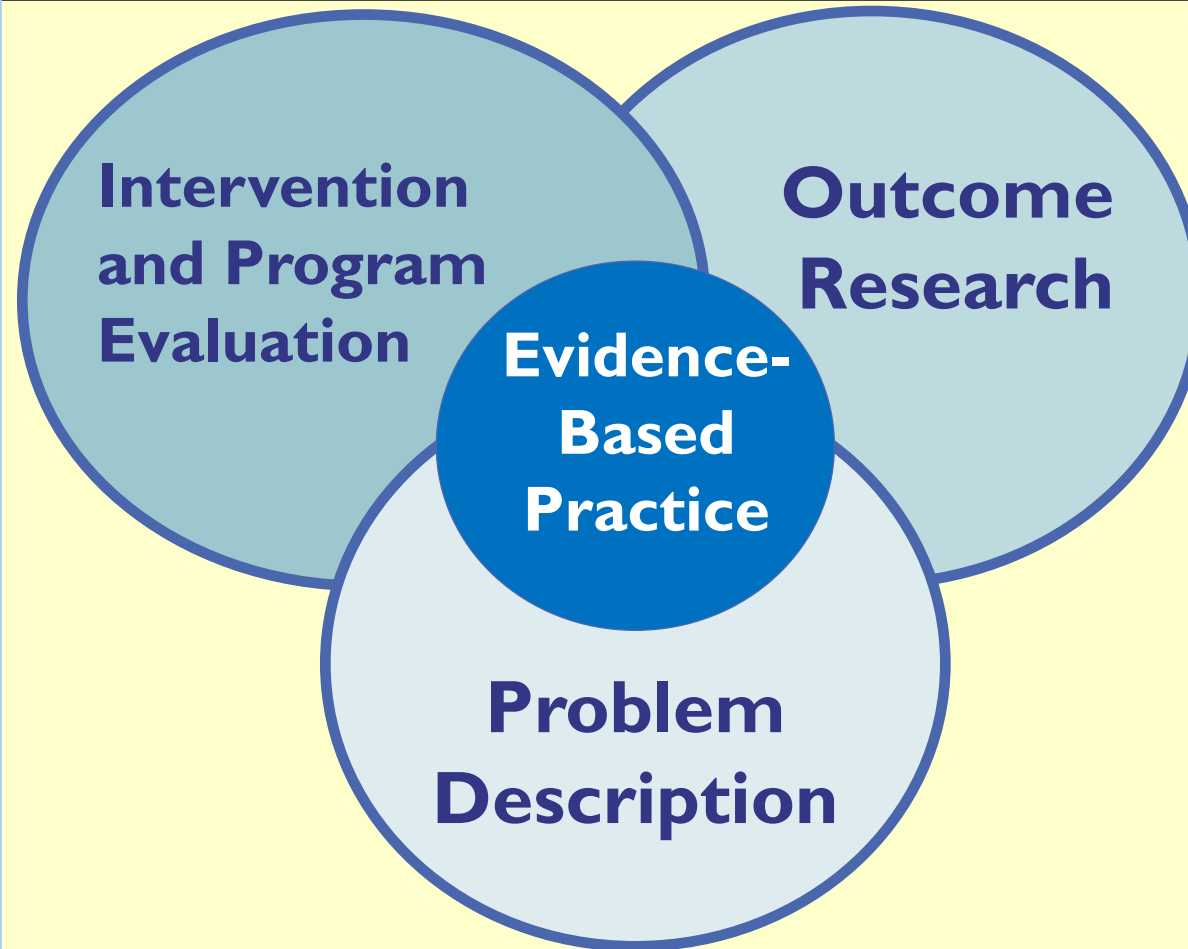 Intervention
and Program
Evaluation
Outcome
Research
Evidence-
Based
Practice
Problem
Description